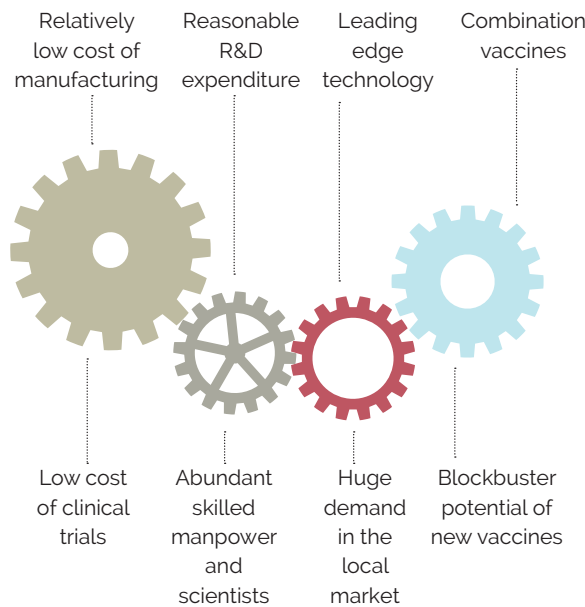 Relatively
low cost of
manufacturing
Reasonable
R&D
expenditure
Leading
edge
technology
Combination
vaccines
Low cost
of clinical
trials
Abundant
skilled
manpower
and
scientists
Huge
demand
in the
local
market
Blockbuster
potential of
new vaccines